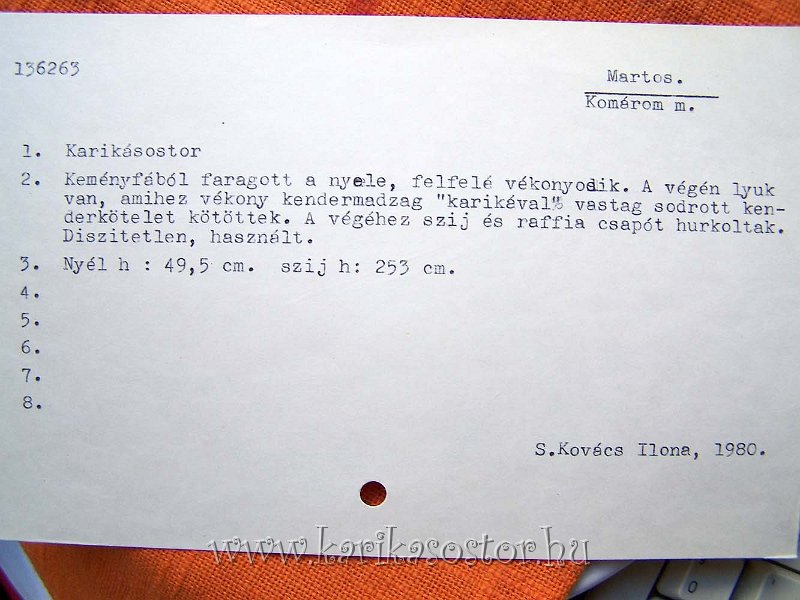 136263
Martos.
Komárom m.
1. Karikásostor
2. Keményfából faragott a nyele, felfelé vékonyodik. A végén lyuk
van, amihez vékony kendermadzag "karikával" vastag sodrott ken-
derkötelet kötöttek. A végéhez szij és raffia csapót hurkoltak.
Diszitetlen, használt.
3. Nyél h : 49,5 cm. szij h: 253 cm.
4.
5.
6.
7.
8.
S.Kovács Ilona, 1980.
www.karikasostor.hu